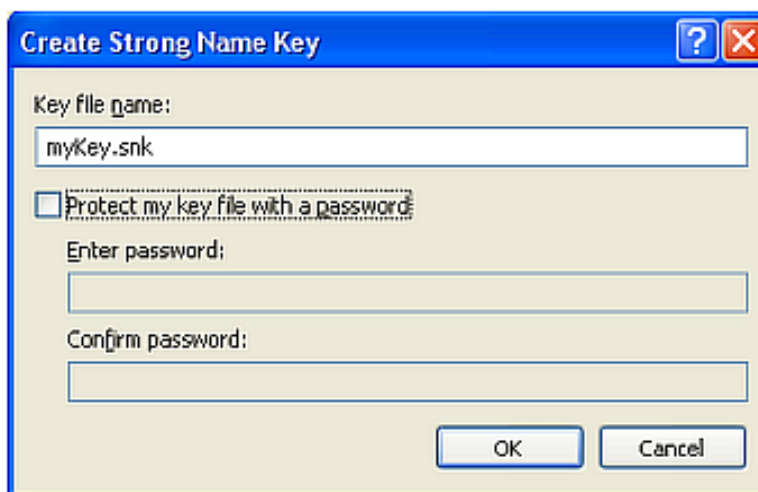 Create Strong Name Key
Key file name:
myKey.snk
Protect my key file with a password
Enter password:
Confirm password:
OK Cancel